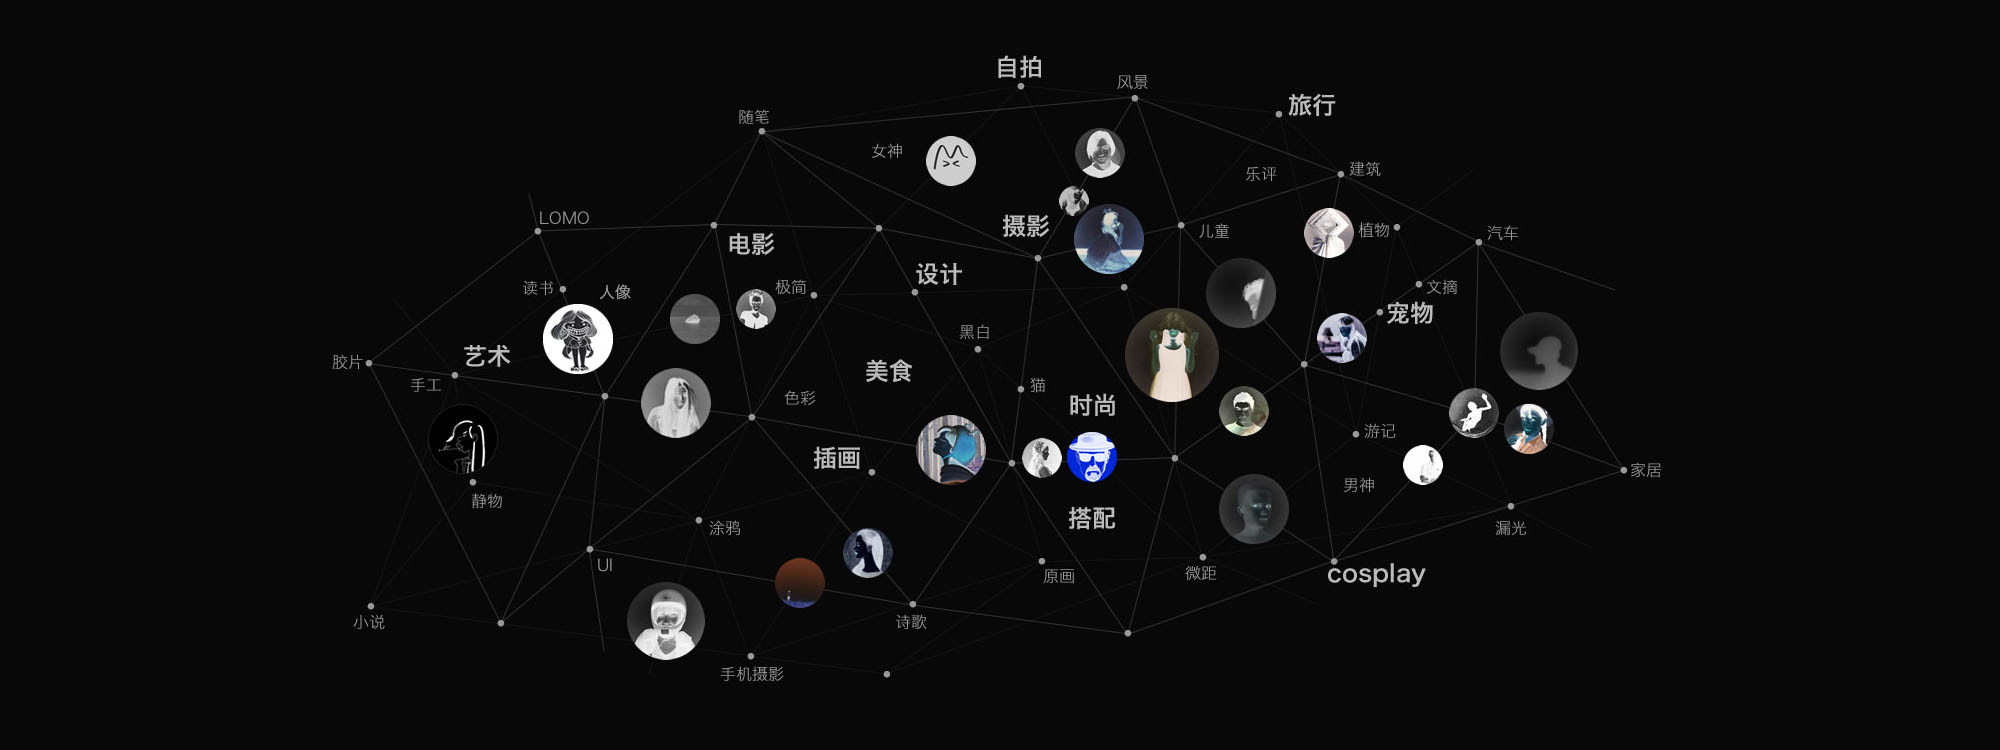 自拍
风景
旅行
随笔
女神
乐评
建筑
LOMO
摄影
儿童
植物
汽车
电影
设计
读书
人像
极简
文摘
宠物
黑白
胶片
艺术
手工
美食
猫
色彩
时尚
插画
游记
家居
静物
男神
涂鸦
搭配
漏光
UI
原画
微距
cosplay
小说
诗歌
手机摄影